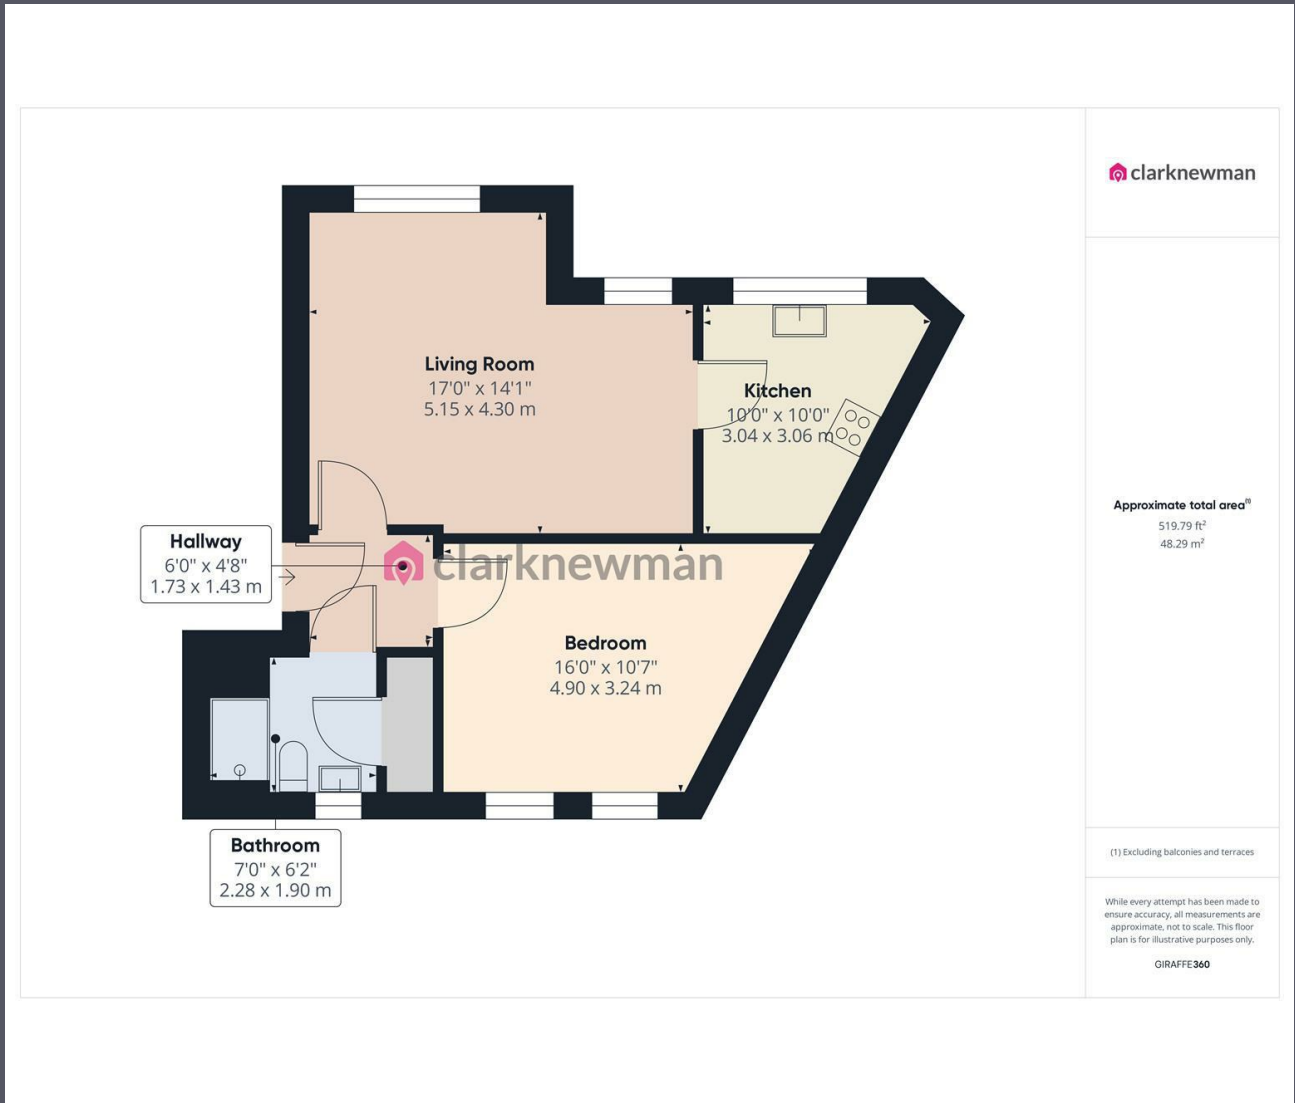 clarknewman
Living Room
17'0" x 14'1"
5.15 x 4.30 m
Kitchen
10'0" x 10'0"
3.04 x 3.06 m
Hallway
6'0" x 4'8"
1.73 x 1.43 m
clarknewman
Bedroom
16'0" x 10'7"
4.90 x 3.24 m
Bathroom
7'0" x 6'2"
2.28 x 1.90 m
Approximate total area(1)
519.79 ft²
48.29 m²
(1) Excluding balconies and terraces
While every attempt has been made to
ensure accuracy, all measurements are
approximate, not to scale. This floor
plan is for illustrative purposes only.
GIRAFFE360